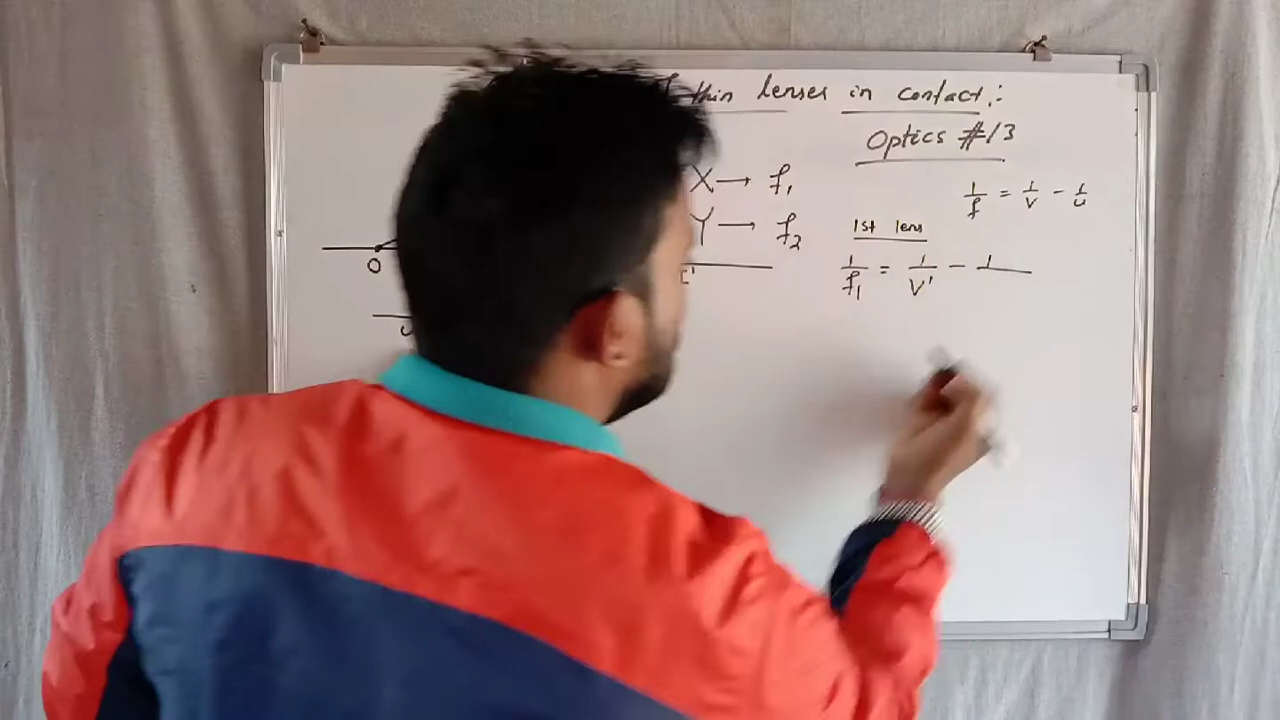 thin lenses in contact :-
Optics #13
X → f₁
Y → f₂
1/f = 1/v - 1/u
1st lens
1/f₁ = 1/v' - 1/
O
I'
u